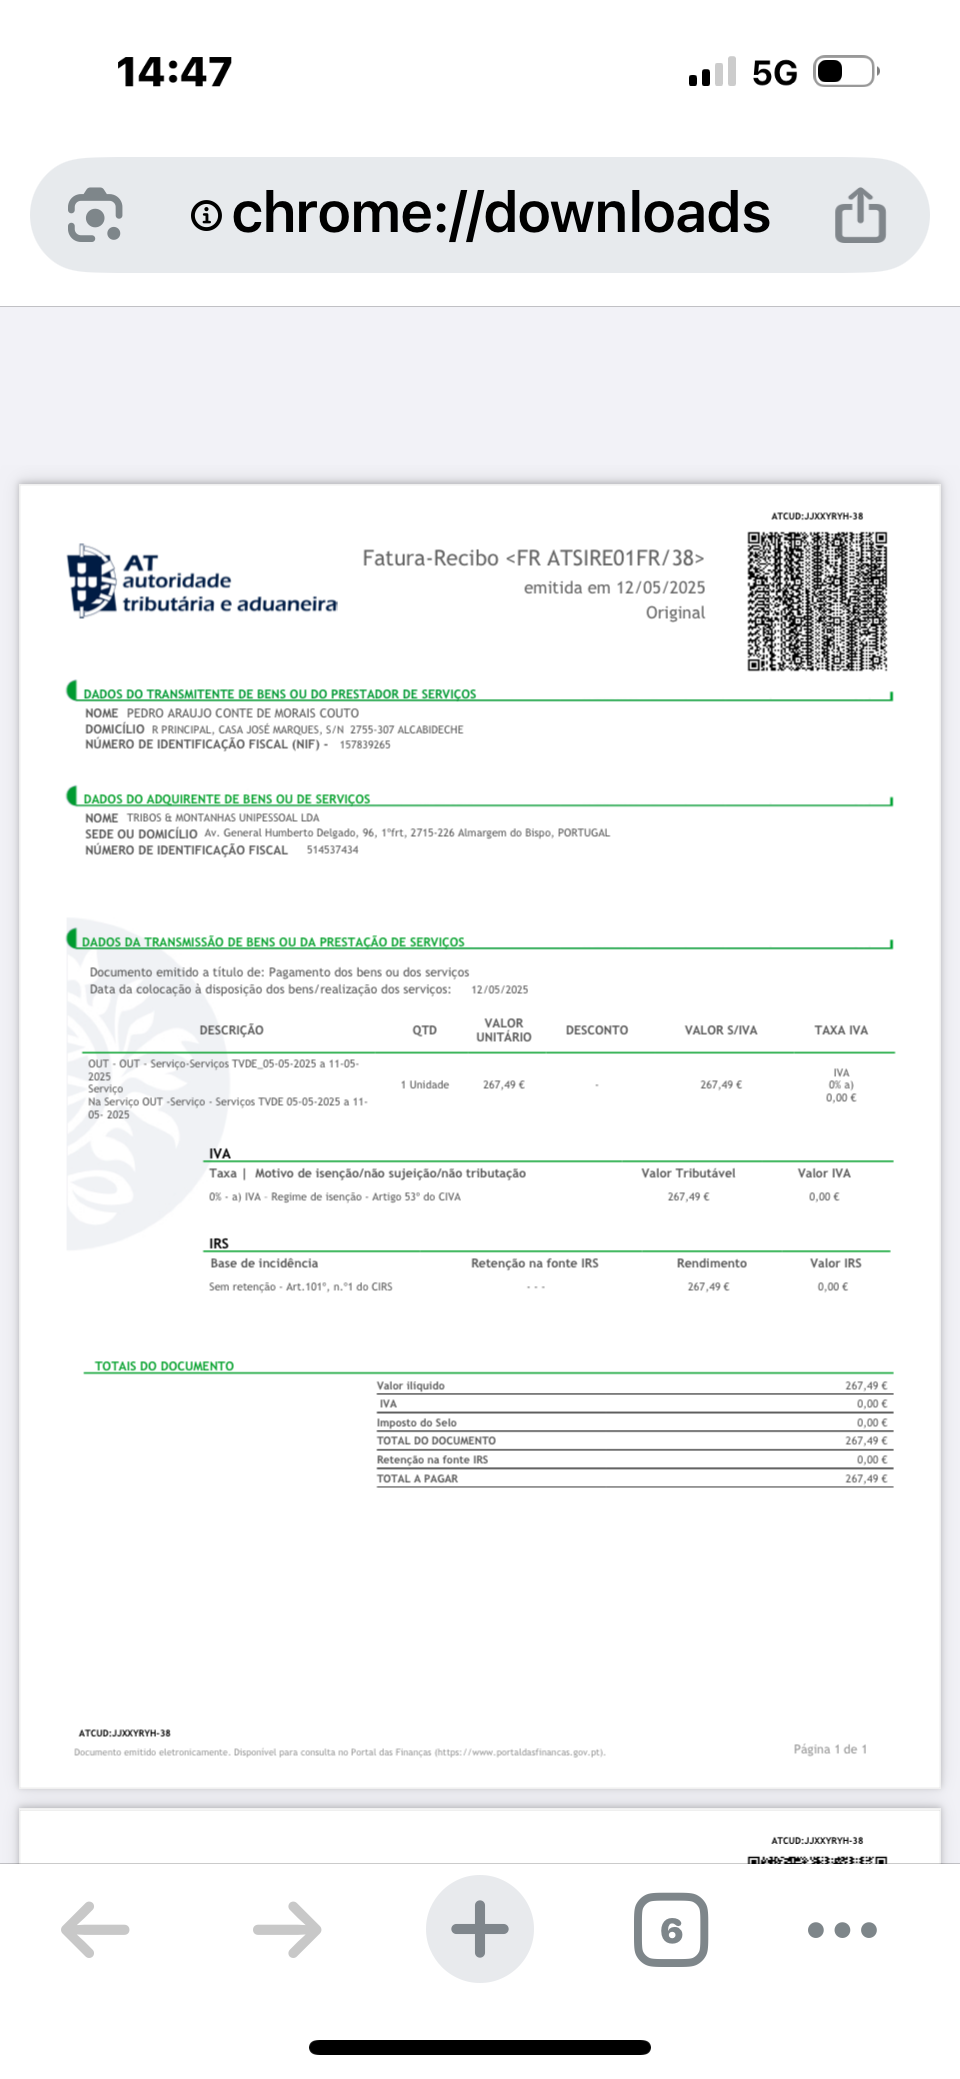 14:47
5G
chrome://downloads
ATCUD:JJXXYRYH-38
AT
autoridade
tributária e aduaneira
Fatura-Recibo <FR ATSIRE01FR/38>
emitida em 12/05/2025
Original
DADOS DO TRANSMITENTE DE BENS OU DO PRESTADOR DE SERVIÇOS
NOME PEDRO ARAUJO CONTE DE MORAIS COUTO
DOMICÍLIO R PRINCIPAL, CASA JOSÉ MARQUES, S/N 2755-307 ALCABIDECHE
NÚMERO DE IDENTIFICAÇÃO FISCAL (NIF) - 157839265
DADOS DO ADQUIRENTE DE BENS OU DE SERVIÇOS
NOME TRIBOS & MONTANHAS UNIPESSOAL LDA
SEDE OU DOMICÍLIO Av. General Humberto Delgado, 96, 1ºfrt, 2715-226 Almargem do Bispo, PORTUGAL
NÚMERO DE IDENTIFICAÇÃO FISCAL 514537434
DADOS DA TRANSMISSÃO DE BENS OU DA PRESTAÇÃO DE SERVIÇOS
Documento emitido a título de: Pagamento dos bens ou dos serviços
Data da colocação à disposição dos bens/realização dos serviços: 12/05/2025
DESCRIÇÃO QTD VALOR UNITÁRIO DESCONTO VALOR S/IVA TAXA IVA
OUT - OUT - Serviço-Serviços TVDE_05-05-2025 a 11-05-
2025
Serviço
Na Serviço OUT -Serviço - Serviços TVDE 05-05-2025 a 11-
05- 2025
1 Unidade 267,49 € - 267,49 €
IVA
0% a)
0,00 €
IVA
Taxa | Motivo de isenção/não sujeição/não tributação Valor Tributável Valor IVA
0% - a) IVA - Regime de isenção - Artigo 53º do CIVA 267,49 € 0,00 €
IRS
Base de incidência Retenção na fonte IRS Rendimento Valor IRS
Sem retenção - Art.101º, n.º1 do CIRS - - - 267,49 € 0,00 €
TOTAIS DO DOCUMENTO
Valor ilíquido 267,49 €
IVA 0,00 €
Imposto do Selo 0,00 €
TOTAL DO DOCUMENTO 267,49 €
Retenção na fonte IRS 0,00 €
TOTAL A PAGAR 267,49 €
ATCUD:JJXXYRYH-38
Documento emitido eletronicamente. Disponível para consulta no Portal das Finanças (https://www.portaldasfinancas.gov.pt).
Página 1 de 1
ATCUD:JJXXYRYH-38
6